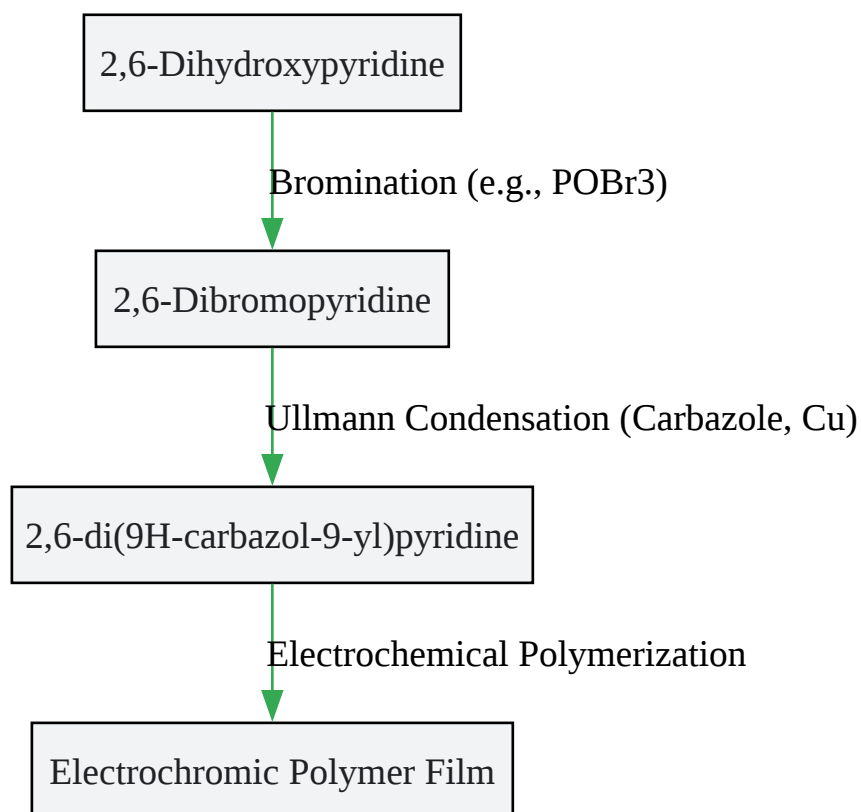 2,6-Dihydroxypyridine
Bromination (e.g., POBr3)
2,6-Dibromopyridine
Ullmann Condensation (Carbazole, Cu)
2,6-di(9H-carbazol-9-yl)pyridine
Electrochemical Polymerization
Electrochromic Polymer Film